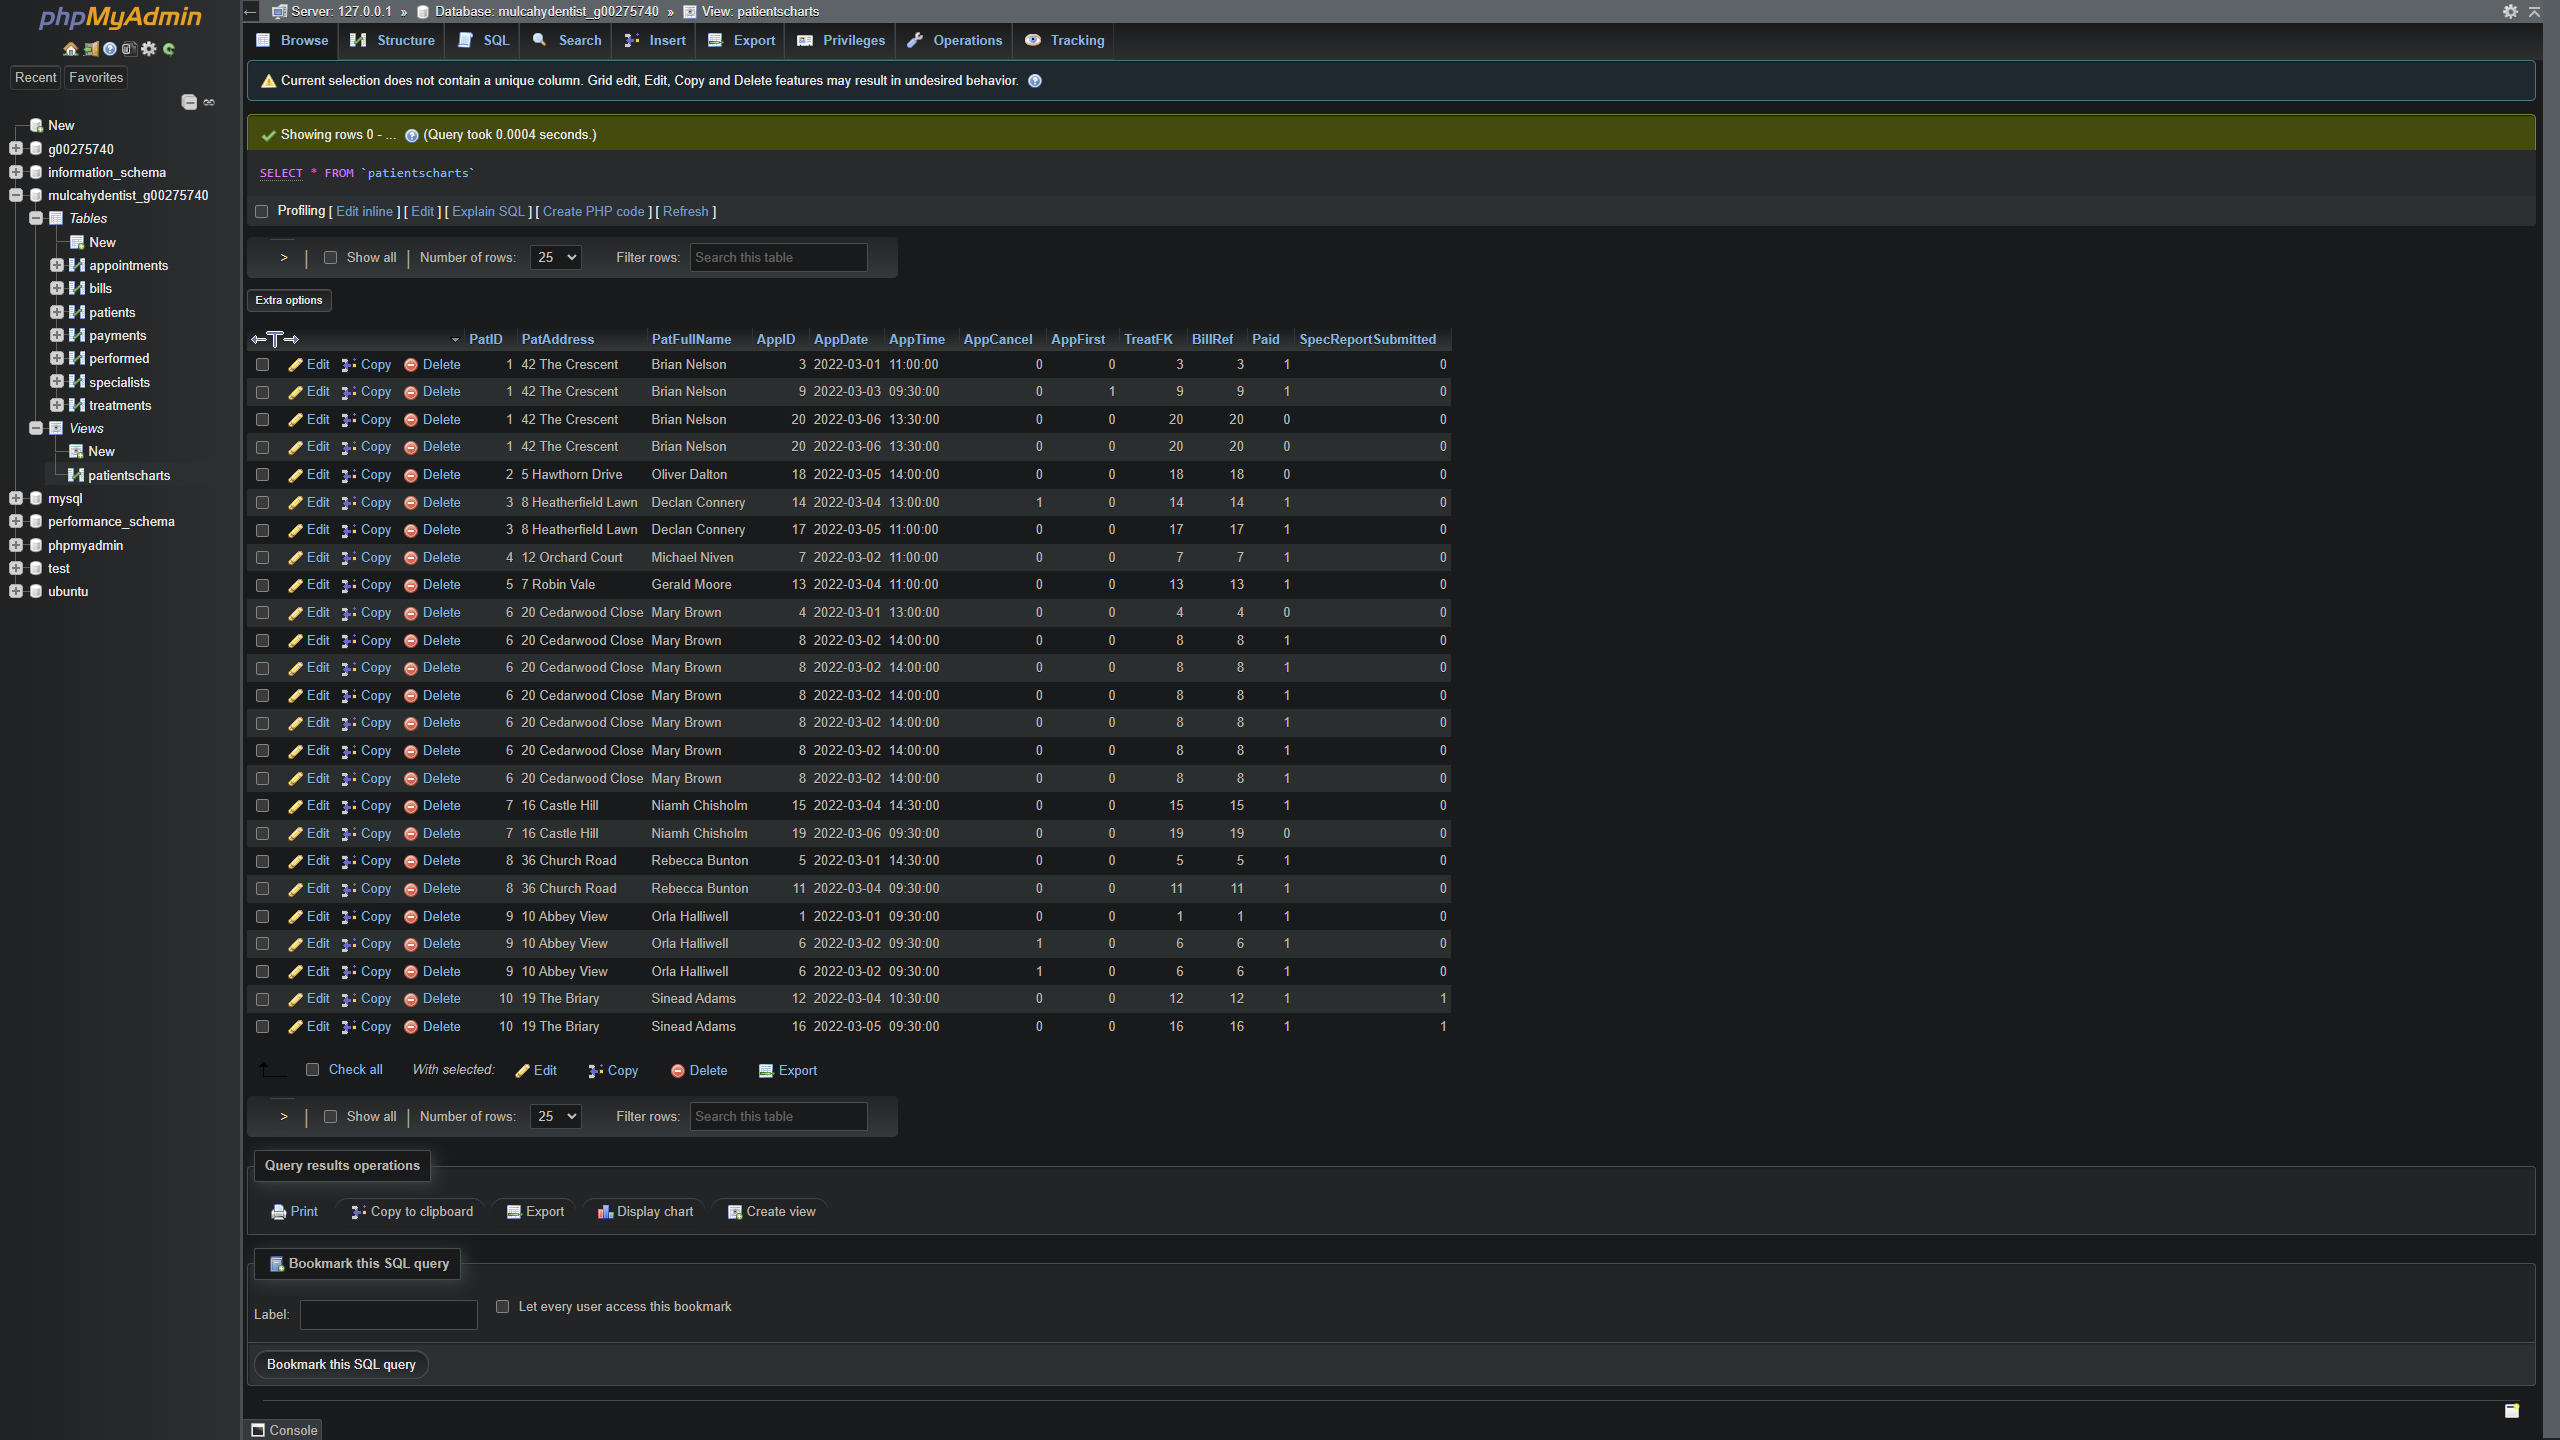 phpMyAdmin
Recent Favorites
New
g00275740
information_schema
mulcahydentist_g00275740
Tables
New
appointments
bills
patients
payments
performed
specialists
treatments
Views
New
patientscharts
mysql
performance_schema
phpmyadmin
test
ubuntu
Server: 127.0.0.1 » Database: mulcahydentist_g00275740 » View: patientscharts
Browse Structure SQL Search Insert Export Privileges Operations Tracking
Current selection does not contain a unique column. Grid edit, Edit, Copy and Delete features may result in undesired behavior.
Showing rows 0 - ... (Query took 0.0004 seconds.)
SELECT * FROM `patientscharts`
Profiling [ Edit inline ] [ Edit ] [ Explain SQL ] [ Create PHP code ] [ Refresh ]
> | Show all | Number of rows: 25 Filter rows: Search this table
Extra options
←T→ PatID PatAddress PatFullName AppID AppDate AppTime AppCancel AppFirst TreatFK BillRef Paid SpecReportSubmitted
Edit Copy Delete 1 42 The Crescent Brian Nelson 3 2022-03-01 11:00:00 0 0 3 3 1 0
Edit Copy Delete 1 42 The Crescent Brian Nelson 9 2022-03-03 09:30:00 0 1 9 9 1 0
Edit Copy Delete 1 42 The Crescent Brian Nelson 20 2022-03-06 13:30:00 0 0 20 20 0 0
Edit Copy Delete 1 42 The Crescent Brian Nelson 20 2022-03-06 13:30:00 0 0 20 20 0 0
Edit Copy Delete 2 5 Hawthorn Drive Oliver Dalton 18 2022-03-05 14:00:00 0 0 18 18 0 0
Edit Copy Delete 3 8 Heatherfield Lawn Declan Connery 14 2022-03-04 13:00:00 1 0 14 14 1 0
Edit Copy Delete 3 8 Heatherfield Lawn Declan Connery 17 2022-03-05 11:00:00 0 0 17 17 1 0
Edit Copy Delete 4 12 Orchard Court Michael Niven 7 2022-03-02 11:00:00 0 0 7 7 1 0
Edit Copy Delete 5 7 Robin Vale Gerald Moore 13 2022-03-04 11:00:00 0 0 13 13 1 0
Edit Copy Delete 6 20 Cedarwood Close Mary Brown 4 2022-03-01 13:00:00 0 0 4 4 0 0
Edit Copy Delete 6 20 Cedarwood Close Mary Brown 8 2022-03-02 14:00:00 0 0 8 8 1 0
Edit Copy Delete 6 20 Cedarwood Close Mary Brown 8 2022-03-02 14:00:00 0 0 8 8 1 0
Edit Copy Delete 6 20 Cedarwood Close Mary Brown 8 2022-03-02 14:00:00 0 0 8 8 1 0
Edit Copy Delete 6 20 Cedarwood Close Mary Brown 8 2022-03-02 14:00:00 0 0 8 8 1 0
Edit Copy Delete 6 20 Cedarwood Close Mary Brown 8 2022-03-02 14:00:00 0 0 8 8 1 0
Edit Copy Delete 6 20 Cedarwood Close Mary Brown 8 2022-03-02 14:00:00 0 0 8 8 1 0
Edit Copy Delete 7 16 Castle Hill Niamh Chisholm 15 2022-03-04 14:30:00 0 0 15 15 1 0
Edit Copy Delete 7 16 Castle Hill Niamh Chisholm 19 2022-03-06 09:30:00 0 0 19 19 0 0
Edit Copy Delete 8 36 Church Road Rebecca Bunton 5 2022-03-01 14:30:00 0 0 5 5 1 0
Edit Copy Delete 8 36 Church Road Rebecca Bunton 11 2022-03-04 09:30:00 0 0 11 11 1 0
Edit Copy Delete 9 10 Abbey View Orla Halliwell 1 2022-03-01 09:30:00 0 0 1 1 1 0
Edit Copy Delete 9 10 Abbey View Orla Halliwell 6 2022-03-02 09:30:00 1 0 6 6 1 0
Edit Copy Delete 9 10 Abbey View Orla Halliwell 6 2022-03-02 09:30:00 1 0 6 6 1 0
Edit Copy Delete 10 19 The Briary Sinead Adams 12 2022-03-04 10:30:00 0 0 12 12 1 1
Edit Copy Delete 10 19 The Briary Sinead Adams 16 2022-03-05 09:30:00 0 0 16 16 1 1
Check all With selected: Edit Copy Delete Export
> | Show all | Number of rows: 25 Filter rows: Search this table
Query results operations
Print Copy to clipboard Export Display chart Create view
Bookmark this SQL query
Label: Let every user access this bookmark
Bookmark this SQL query
Console